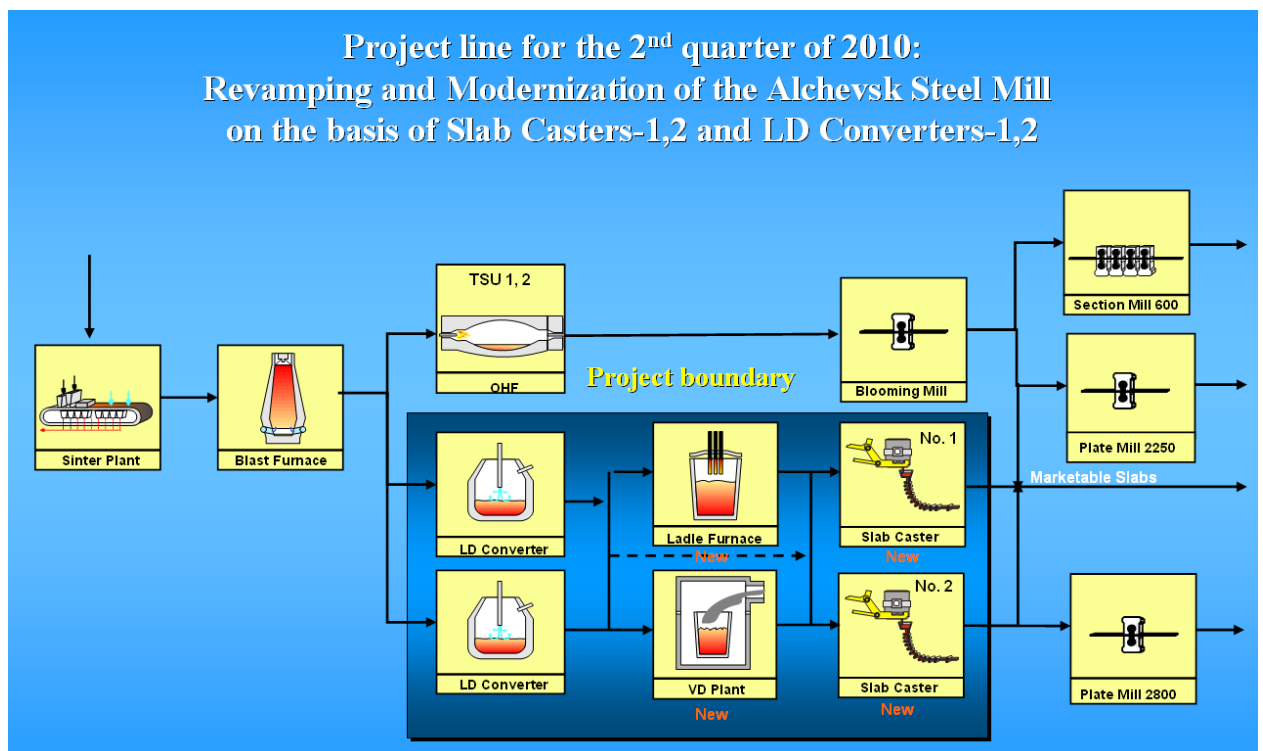 Project line for the 2nd quarter of 2010:
Revamping and Modernization of the Alchevsk Steel Mill
on the basis of Slab Casters-1,2 and LD Converters-1,2
Sinter Plant
Blast Furnace
TSU 1, 2
OHF
Project boundary
Blooming Mill
Section Mill 600
Plate Mill 2250
Marketable Slabs
LD Converter
Ladle Furnace
New
No. 1
Slab Caster
New
LD Converter
VD Plant
New
No. 2
Slab Caster
New
Plate Mill 2800